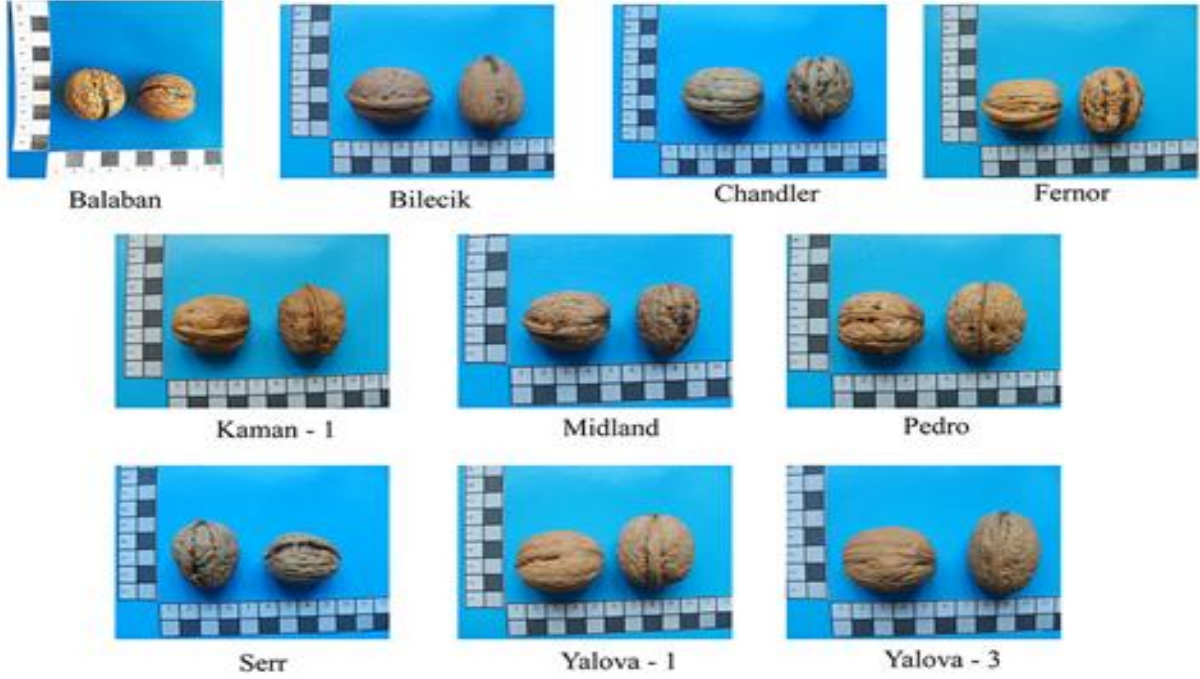 Balaban
Bilecik
Chandler
Fernor
Kaman - 1
Midland
Pedro
Serr
Yalova - 1
Yalova - 3